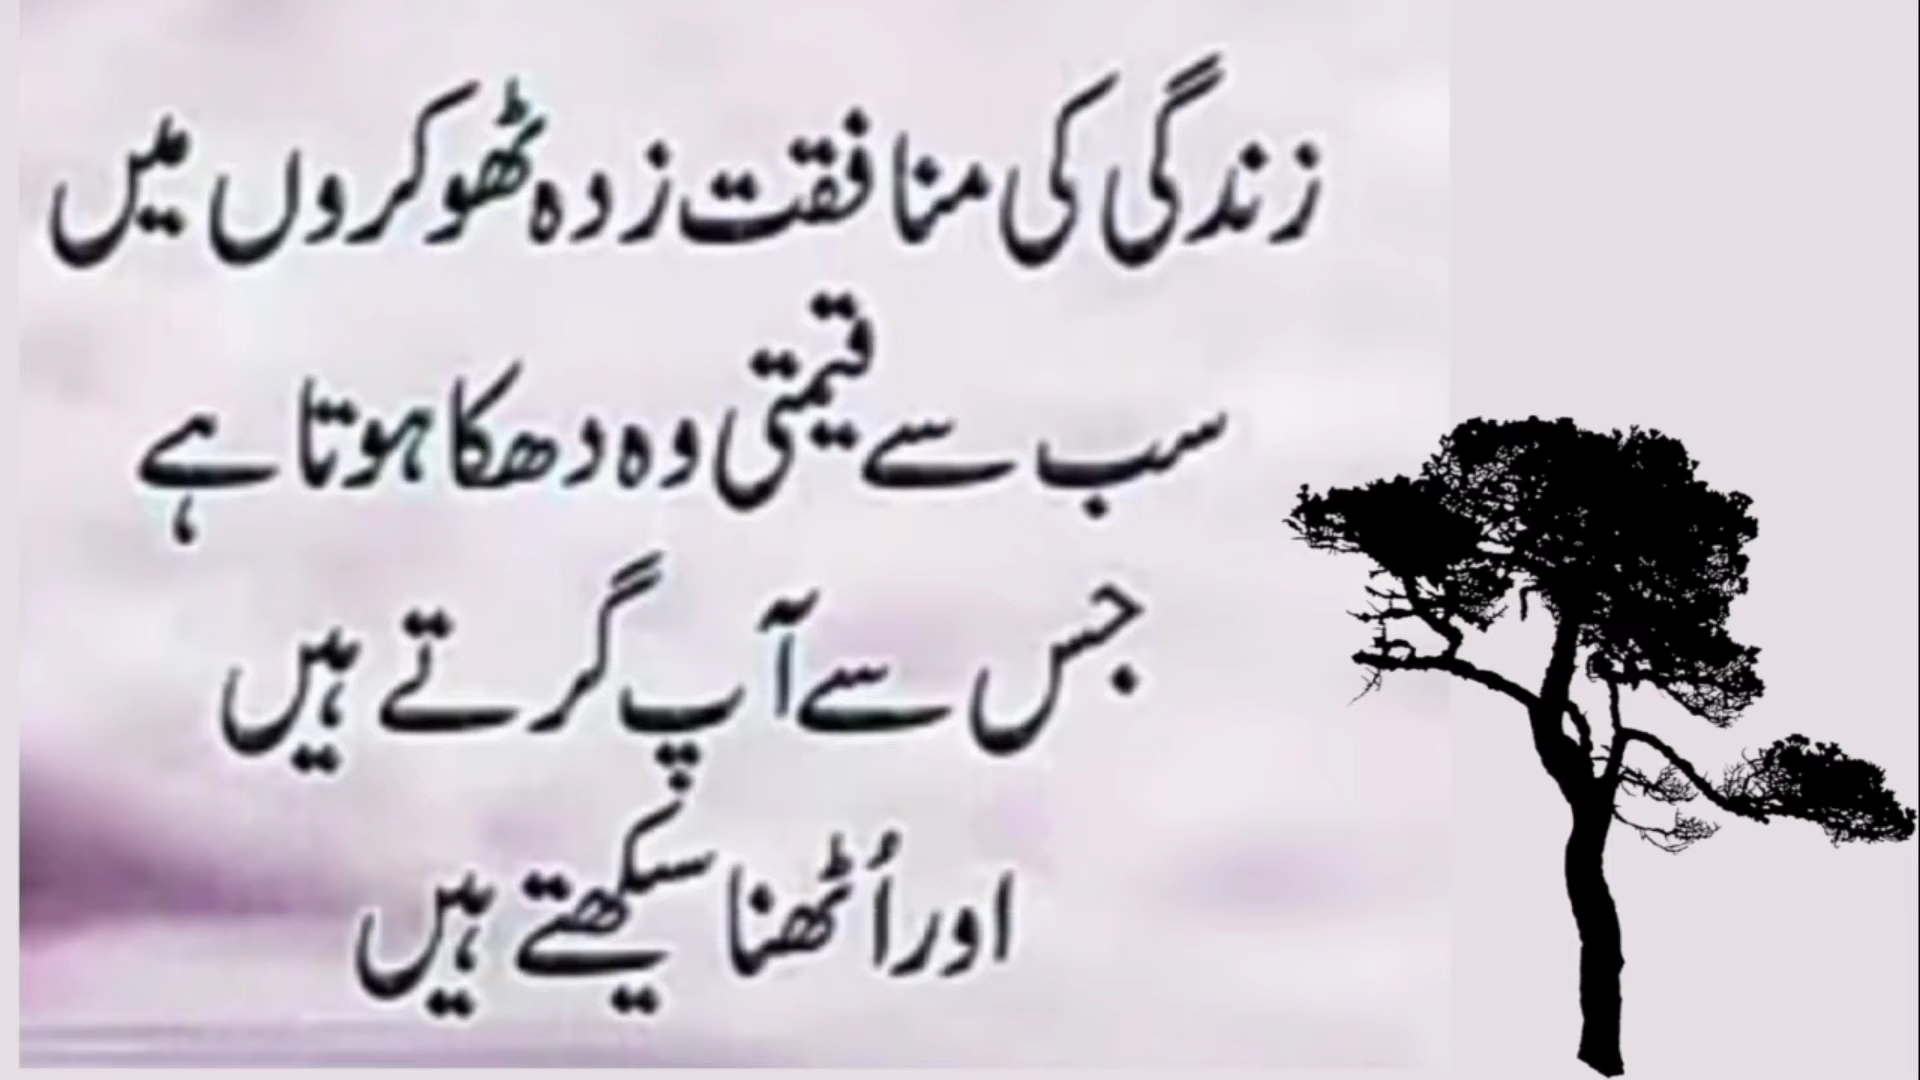 زندگی کی منافقت زدہ ٹھوکروں میں
سب سے قیمتی وہ دھکا ہوتا ہے
جس سے آپ گرتے ہیں
اور اُٹھنا سیکھتے ہیں